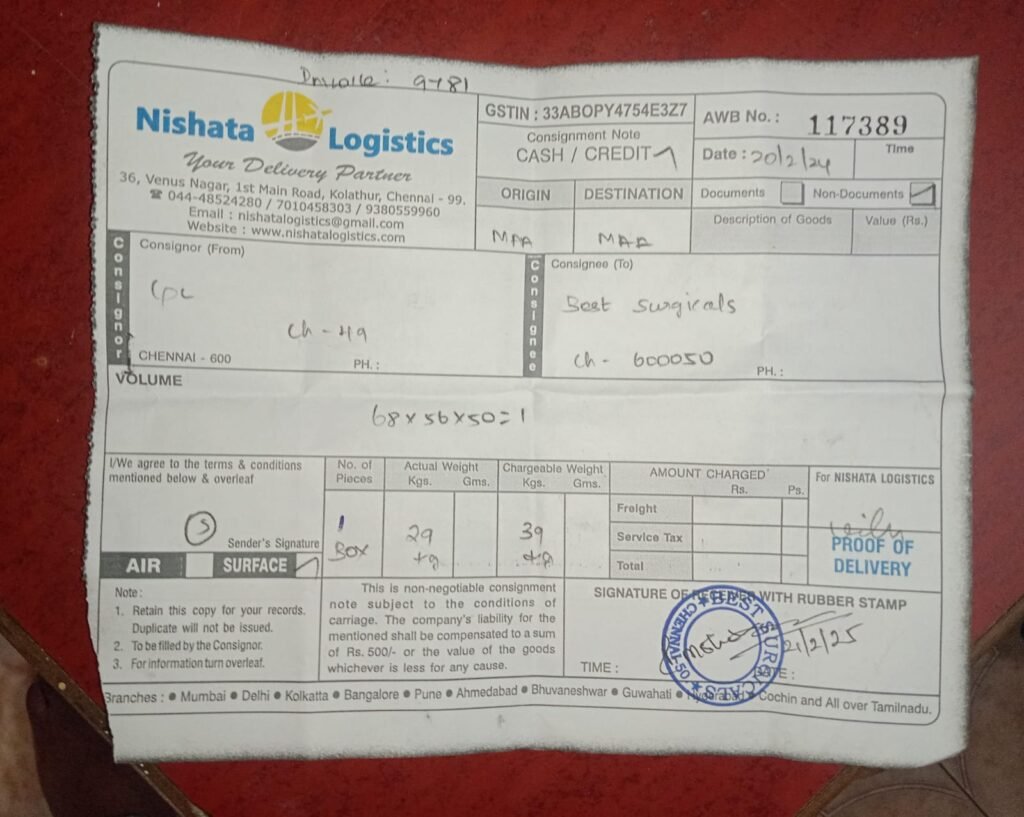 Invoice: 9781
Nishata Logistics
Your Delivery Partner
36, Venus Nagar, 1st Main Road, Kolathur, Chennai - 99.
☎ 044-48524280 / 7010458303 / 9380559960
Email : nishatalogistics@gmail.com
Website : www.nishatalogistics.com
GSTIN : 33ABOPY4754E3Z7
Consignment Note
CASH / CREDIT
ORIGIN DESTINATION
MAA MAA
AWB No. : 117389
Date : 20/2/24 Time
Documents Non-Documents
Description of Goods Value (Rs.)
Consignor
Consignor (From)
CPC
Ch - 49
CHENNAI - 600 PH. :
Consignee
Consignee (To)
Best Surgicals
Ch - 600050
PH. :
VOLUME
68 x 56 x 50 = 1
I/We agree to the terms & conditions
mentioned below & overleaf
S
Sender's Signature
AIR SURFACE
No. of Pieces
1
BOX
Actual Weight
Kgs. Gms.
29
kg
Chargeable Weight
Kgs. Gms.
39
kg
AMOUNT CHARGED
Rs. Ps.
Freight
Service Tax
Total
For NISHATA LOGISTICS
PROOF OF
DELIVERY
Note :
1. Retain this copy for your records.
Duplicate will not be issued.
2. To be filled by the Consignor.
3. For information turn overleaf.
This is non-negotiable consignment
note subject to the conditions of
carriage. The company's liability for the
mentioned shall be compensated to a sum
of Rs. 500/- or the value of the goods
whichever is less for any cause.
SIGNATURE OF RECEIVER WITH RUBBER STAMP
BEST SURGICALS
CHENNAI-50
21/2/25
TIME : DATE :
Branches : ● Mumbai ● Delhi ● Kolkatta ● Bangalore ● Pune ● Ahmedabad ● Bhuvaneshwar ● Guwahati ● Hyderabad ● Cochin and All over Tamilnadu.